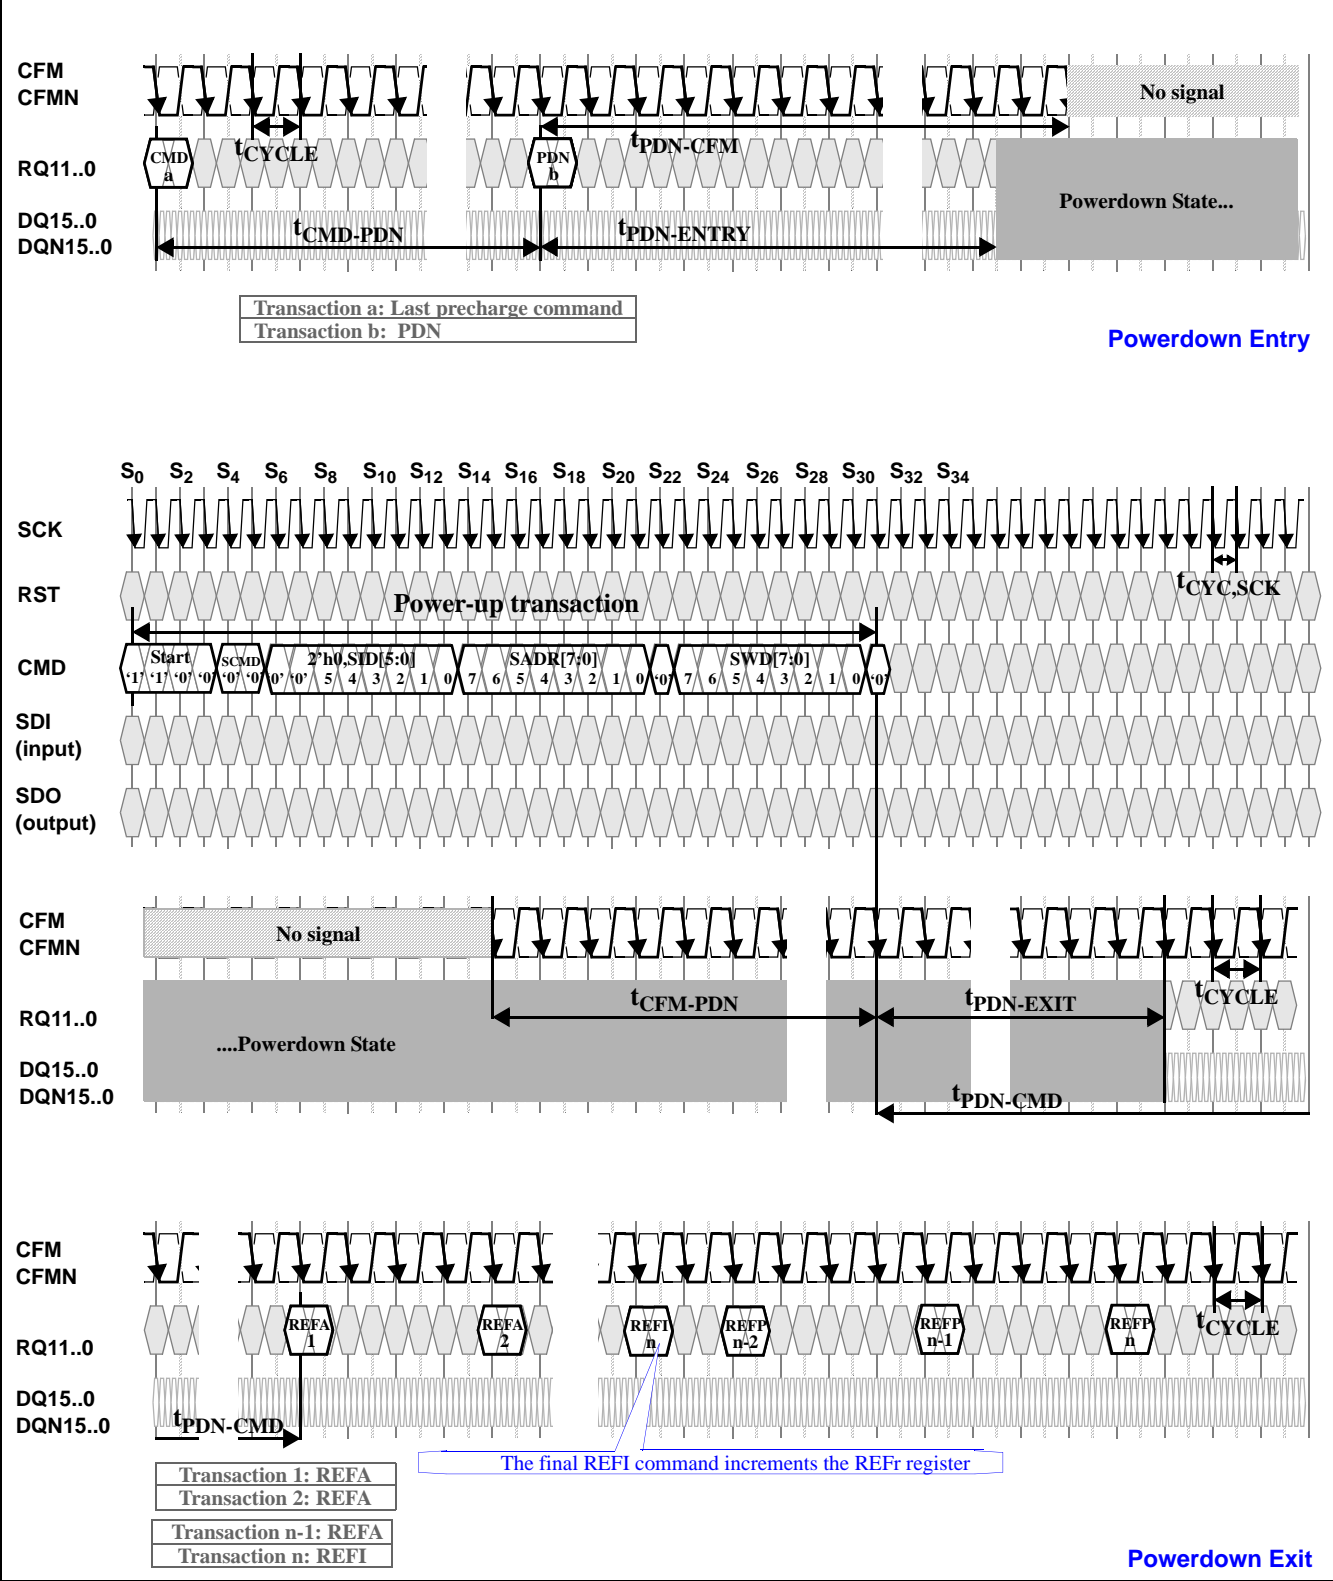 CFM
CFMN
No signal
tCYCLE
tPDN-CFM
RQ11..0
CMD a
PDN b
Powerdown State...
DQ15..0
DQN15..0
tCMD-PDN
tPDN-ENTRY
Transaction a: Last precharge command
Transaction b: PDN
Powerdown Entry
S0 S2 S4 S6 S8 S10 S12 S14 S16 S18 S20 S22 S24 S26 S28 S30 S32 S34
SCK
RST
tCYC,SCK
Power-up transaction
CMD
Start SCMD 2’h0,SID[5:0] SADR[7:0] SWD[7:0]
‘1’ ‘1’ ‘0’ ‘0’ ‘0’ ‘0’ ‘0’ ‘0’ 5 4 3 2 1 0 7 6 5 4 3 2 1 0 ‘0’ 7 6 5 4 3 2 1 0 ‘0’
SDI
(input)
SDO
(output)
CFM
CFMN
No signal
tCFM-PDN
tPDN-EXIT
tCYCLE
RQ11..0
....Powerdown State
DQ15..0
DQN15..0
tPDN-CMD
CFM
CFMN
RQ11..0
REFA 1
REFA 2
REFI n
REFP n-2
REFP n-1
REFP n
tCYCLE
DQ15..0
DQN15..0
tPDN-CMD
The final REFI command increments the REFr register
Transaction 1: REFA
Transaction 2: REFA
Transaction n-1: REFA
Transaction n: REFI
Powerdown Exit